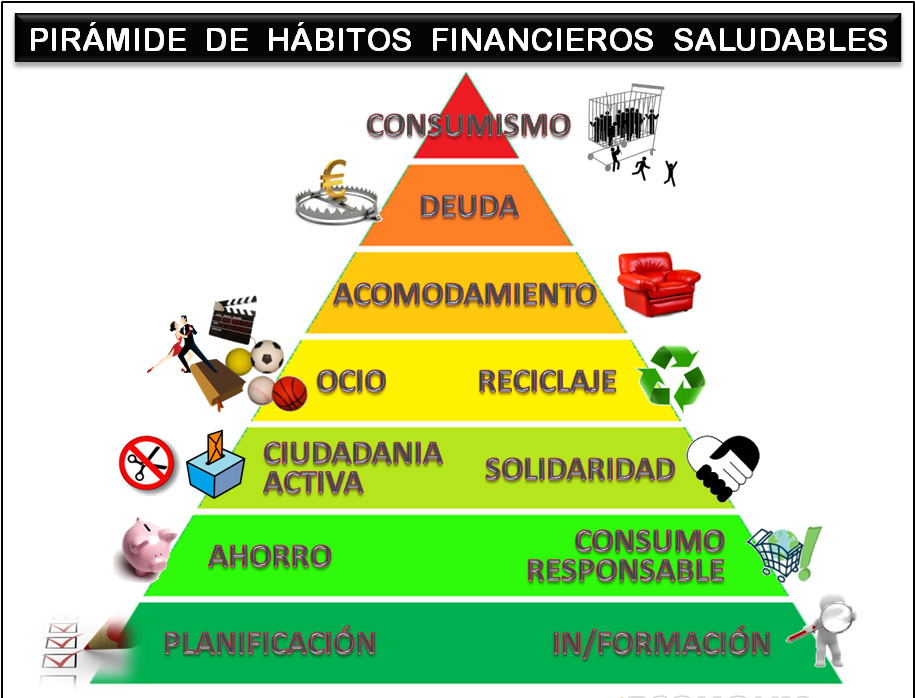 PIRÁMIDE DE HÁBITOS FINANCIEROS SALUDABLES
CONSUMISMO
DEUDA
ACOMODAMIENTO
OCIO RECICLAJE
CIUDADANIA
ACTIVA
SOLIDARIDAD
AHORRO
CONSUMO
RESPONSABLE
PLANIFICACIÓN IN/FORMACIÓN